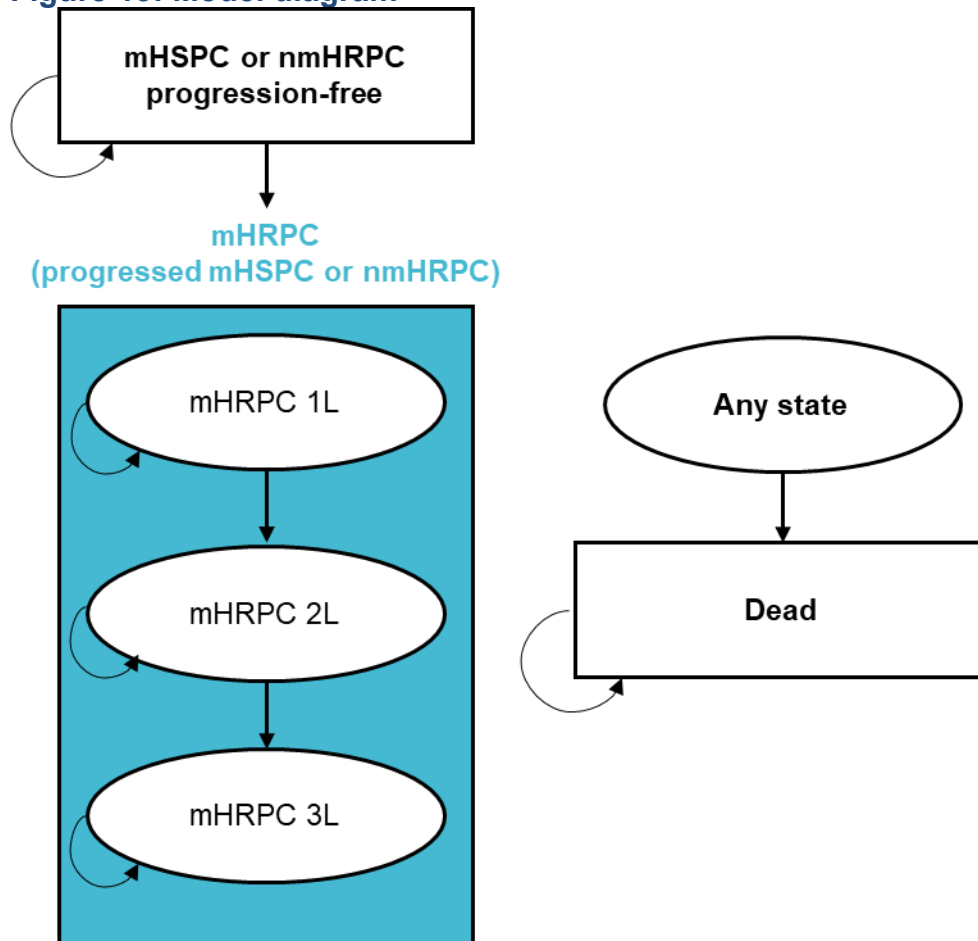 mHSPC or nmHRPC
progression-free
mHRPC
(progressed mHSPC or nmHRPC)
mHRPC 1L
Any state
mHRPC 2L
Dead
mHRPC 3L